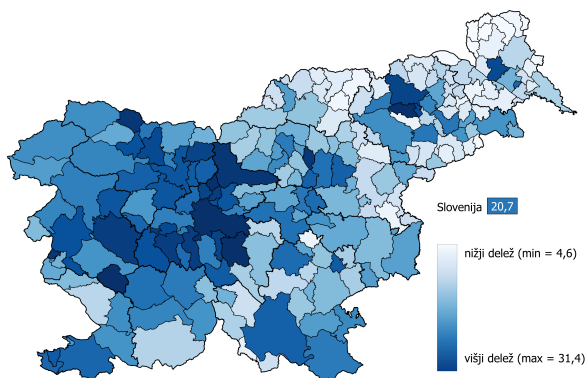 Slovenija 20,7
nižji delež (min = 4,6)
višji delež (max = 31,4)